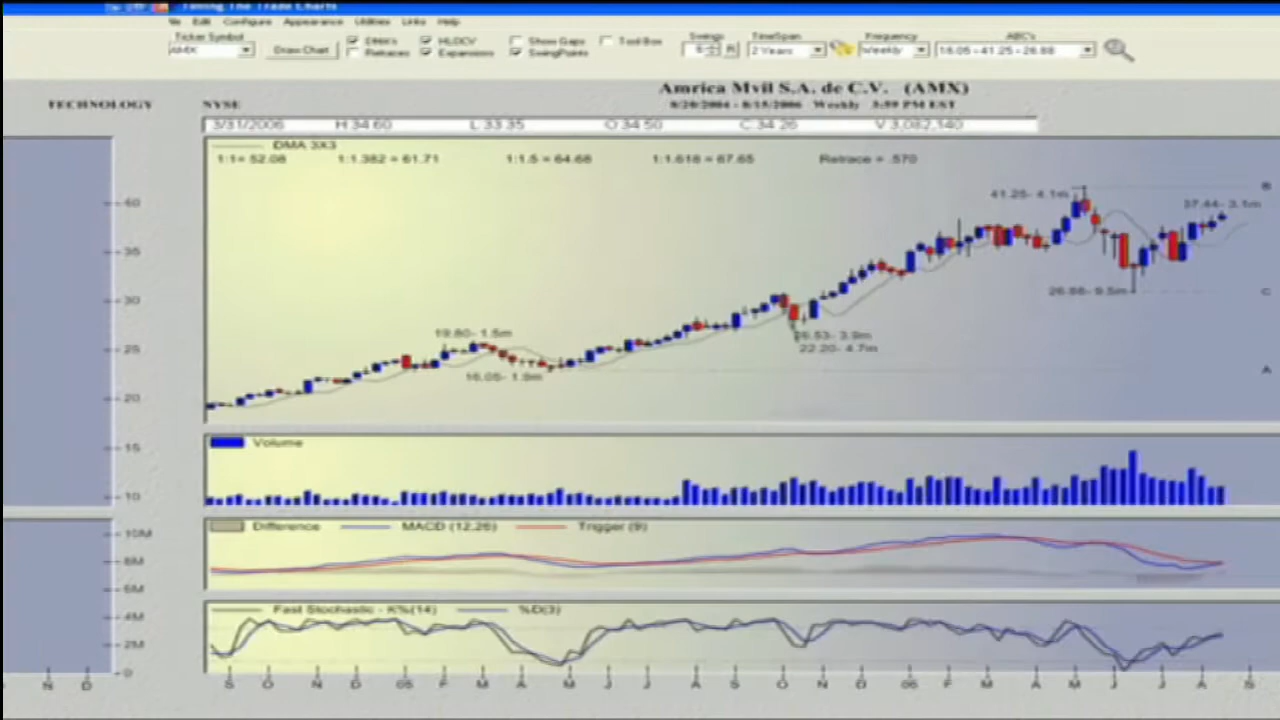 Timing The Trade Charts
Edit Configure Appearance Utilities Links Help
Ticker Symbol Swings TimeSpan Frequency ABC's
AMX Draw Chart DMA's HLOCV Show Gaps Tool Box 2 Years Weekly 16.05 - 41.25 - 26.88
Retraces Expansions SwingPoints
Amrica Mvil S.A. de C.V. (AMX)
TECHNOLOGY NYSE 8/20/2004 - 8/15/2006 Weekly 3:59 PM EST
3/31/2006 H 34.60 L 33.35 O 34.50 C 34.26 V 3,082,140
DMA 3X3
1:1= 52.08 1:1.382 = 61.71 1:1.5 = 64.68 1:1.618 = 67.65 Retrace = .570
B
41.25- 4.1m
40 37.44- 3.1m
35
30 26.88- 9.5m C
19.80- 1.5m 26.53- 3.9m
25 22.20- 4.7m
16.05- 1.9m A
20
15 Volume
10
Difference MACD (12,26) Trigger (9)
10M
8M
6M
Fast Stochastic - K%(14) %D(3)
4M
2M
0
N D S O N D 05 F M A M J J A S O N D 06 F M A M J J A S